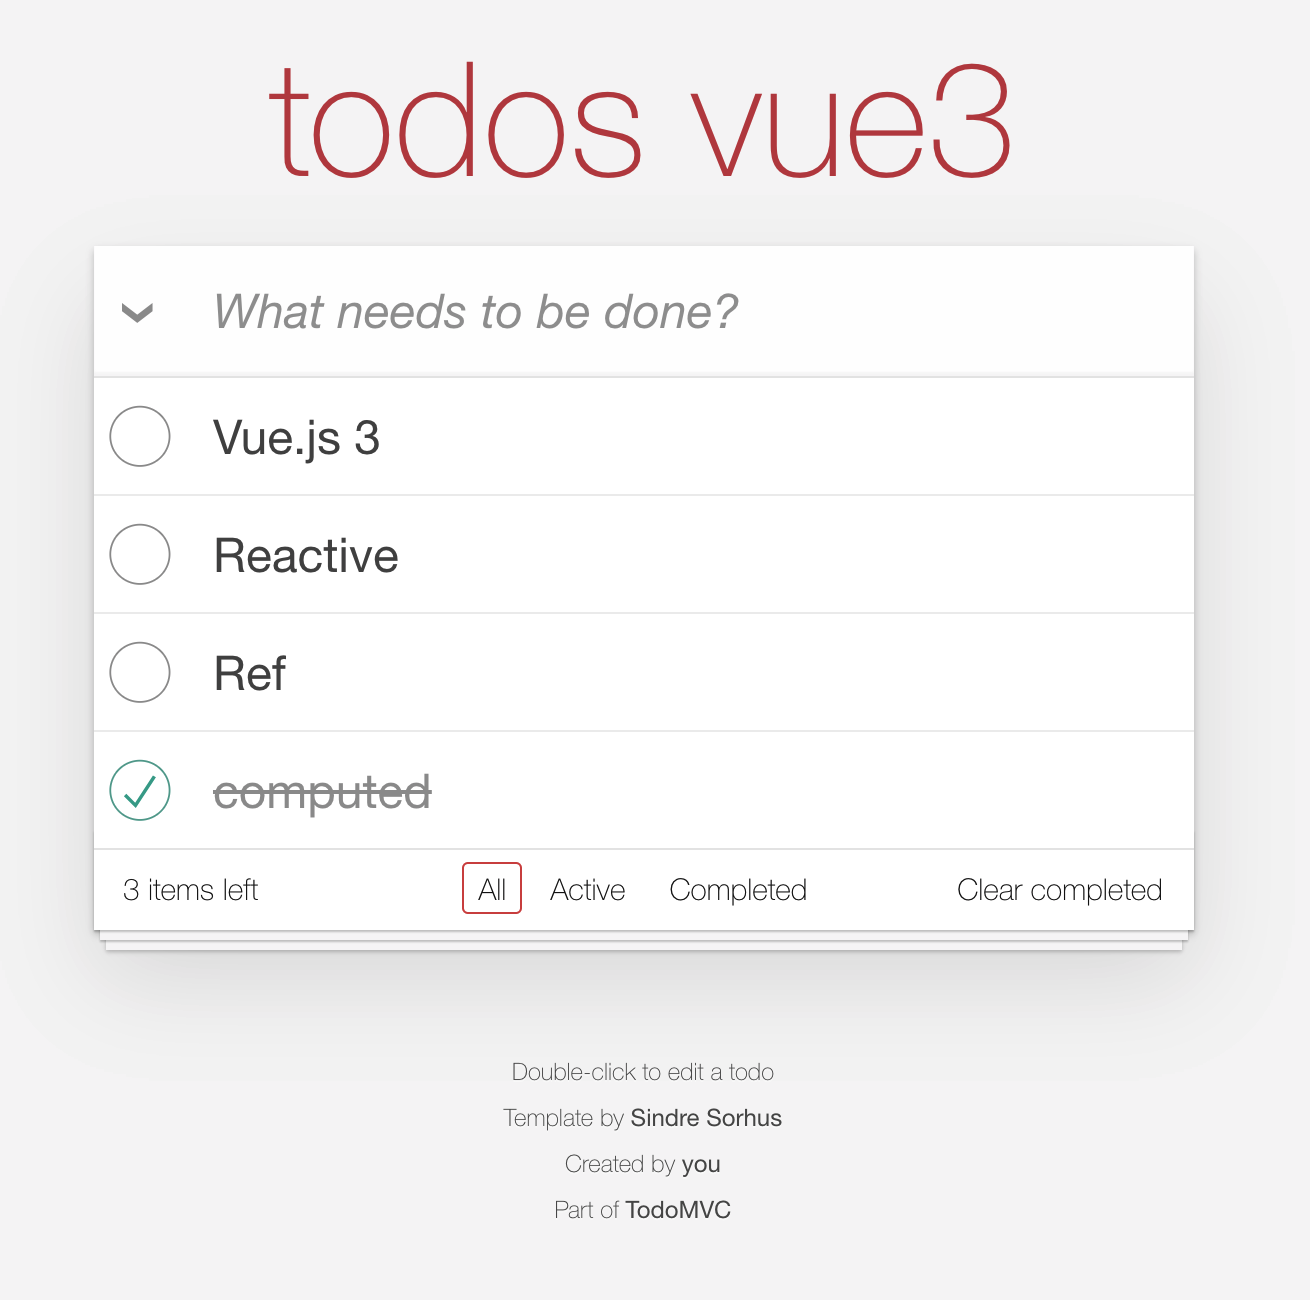 todos vue3
What needs to be done?
Vue.js 3
Reactive
Ref
computed
3 items left All Active Completed Clear completed
Double-click to edit a todo
Template by Sindre Sorhus
Created by you
Part of TodoMVC